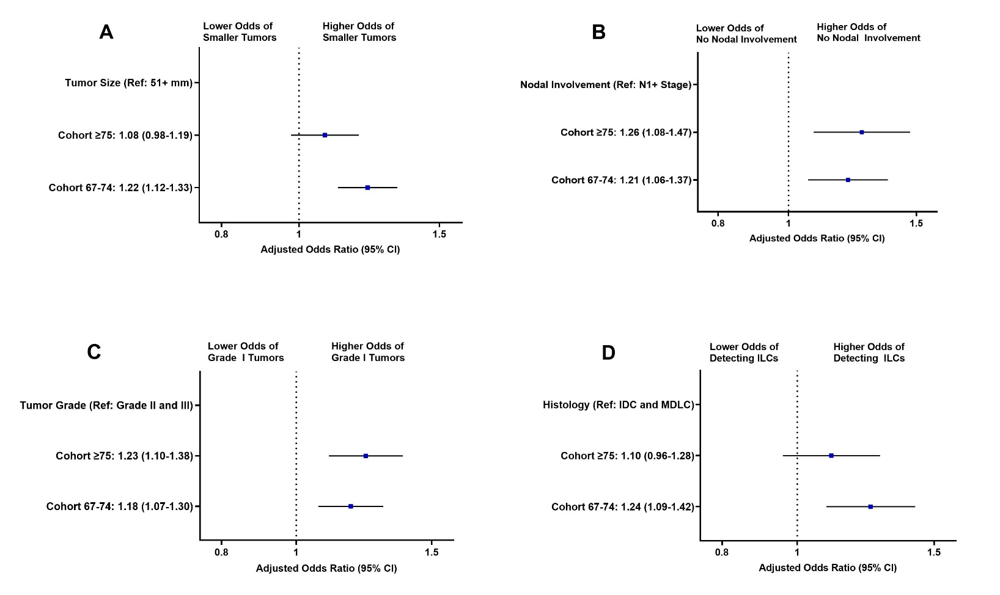 A
Lower Odds of
Smaller Tumors
Higher Odds of
Smaller Tumors
Tumor Size (Ref: 51+ mm)
Cohort ≥75: 1.08 (0.98-1.19)
Cohort 67-74: 1.22 (1.12-1.33)
0.8 1 1.5
Adjusted Odds Ratio (95% CI)
B
Lower Odds of
No Nodal Involvement
Higher Odds of
No Nodal Involvement
Nodal Involvement (Ref: N1+ Stage)
Cohort ≥75: 1.26 (1.08-1.47)
Cohort 67-74: 1.21 (1.06-1.37)
0.8 1 1.5
Adjusted Odds Ratio (95% CI)
C
Lower Odds of
Grade I Tumors
Higher Odds of
Grade I Tumors
Tumor Grade (Ref: Grade II and III)
Cohort ≥75: 1.23 (1.10-1.38)
Cohort 67-74: 1.18 (1.07-1.30)
0.8 1 1.5
Adjusted Odds Ratio (95% CI)
D
Lower Odds of
Detecting ILCs
Higher Odds of
Detecting ILCs
Histology (Ref: IDC and MDLC)
Cohort ≥75: 1.10 (0.96-1.28)
Cohort 67-74: 1.24 (1.09-1.42)
0.8 1 1.5
Adjusted Odds Ratio (95% CI)